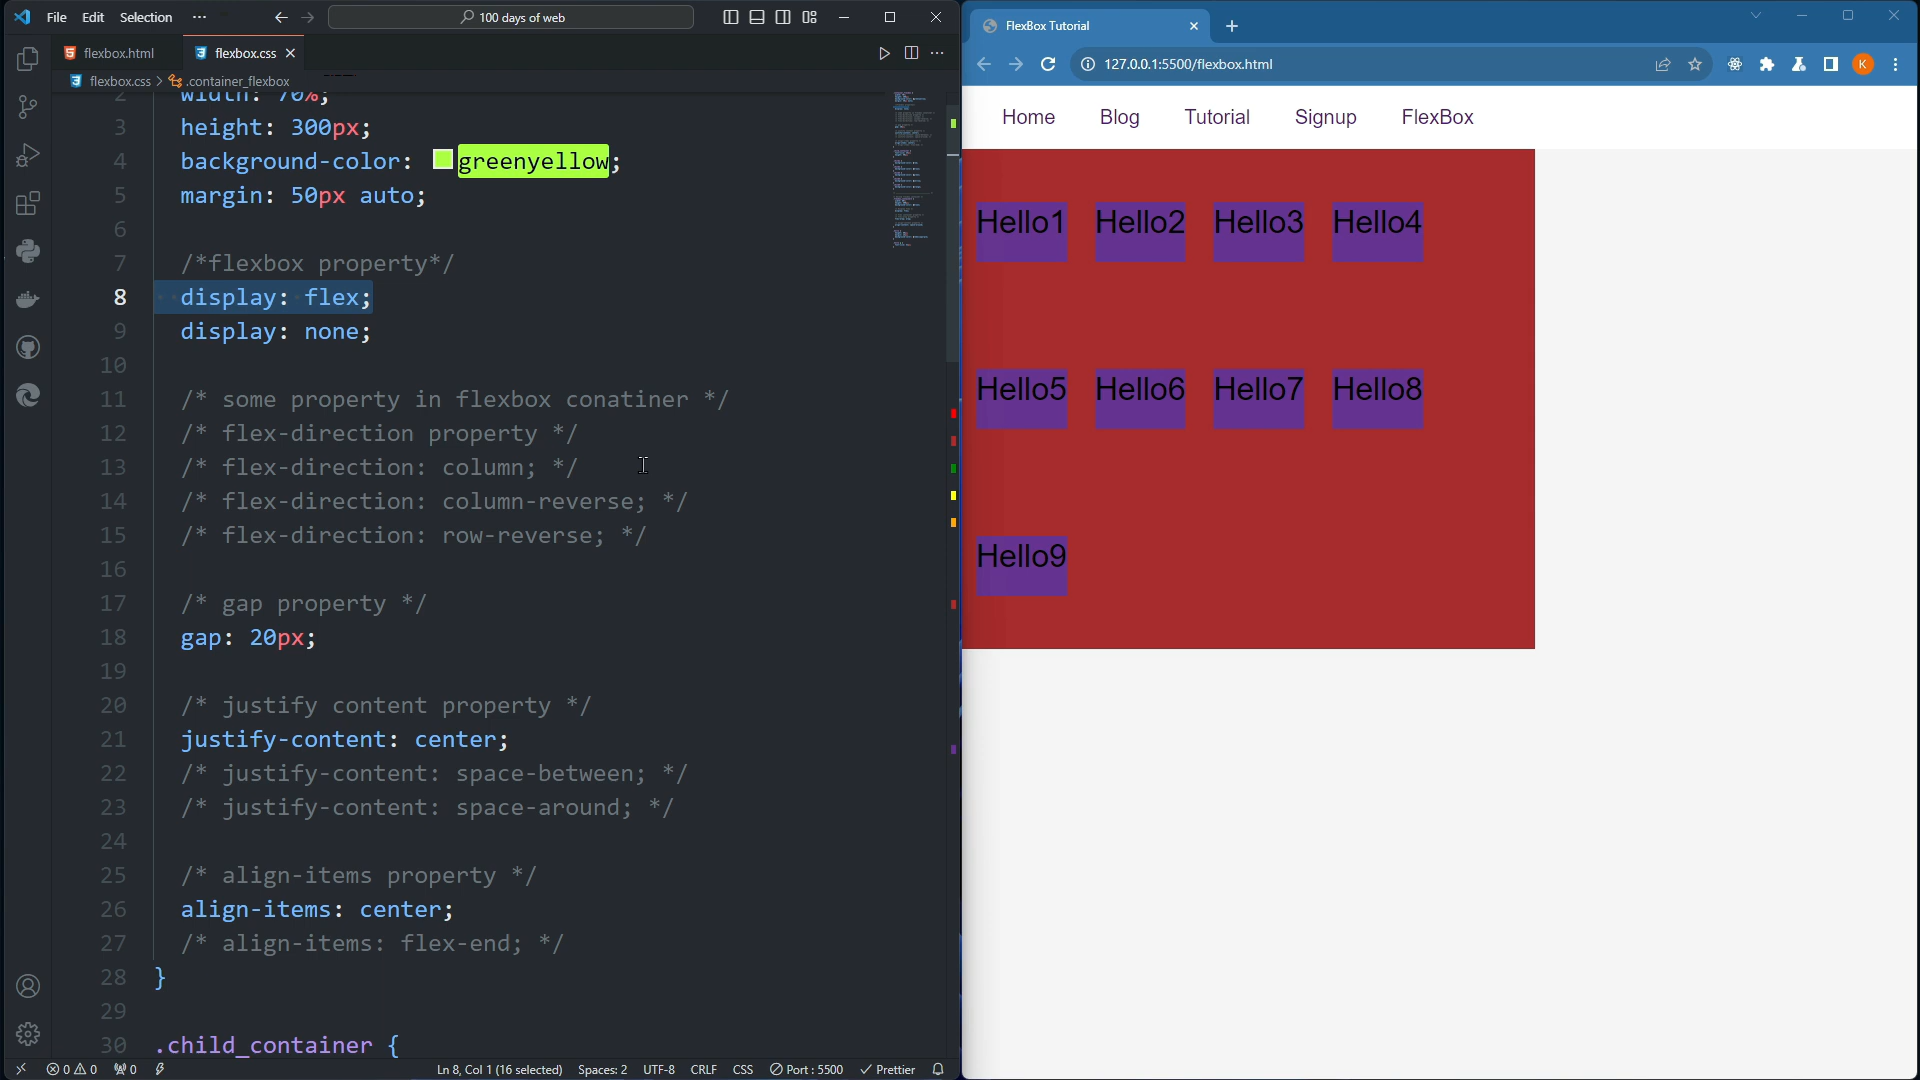 File Edit Selection ··· 100 days of web
flexbox.html flexbox.css
flexbox.css > .container_flexbox
2 width: 70%;
3 height: 300px;
4 background-color: greenyellow;
5 margin: 50px auto;
6
7 /*flexbox property*/
8 display: flex;
9 display: none;
10
11 /* some property in flexbox conatiner */
12 /* flex-direction property */
13 /* flex-direction: column; */
14 /* flex-direction: column-reverse; */
15 /* flex-direction: row-reverse; */
16
17 /* gap property */
18 gap: 20px;
19
20 /* justify content property */
21 justify-content: center;
22 /* justify-content: space-between; */
23 /* justify-content: space-around; */
24
25 /* align-items property */
26 align-items: center;
27 /* align-items: flex-end; */
28 }
29
30 .child_container {
0 0 0 Ln 8, Col 1 (16 selected) Spaces: 2 UTF-8 CRLF CSS Port : 5500 Prettier
FlexBox Tutorial
127.0.0.1:5500/flexbox.html K
Home Blog Tutorial Signup FlexBox
Hello1 Hello2 Hello3 Hello4
Hello5 Hello6 Hello7 Hello8
Hello9